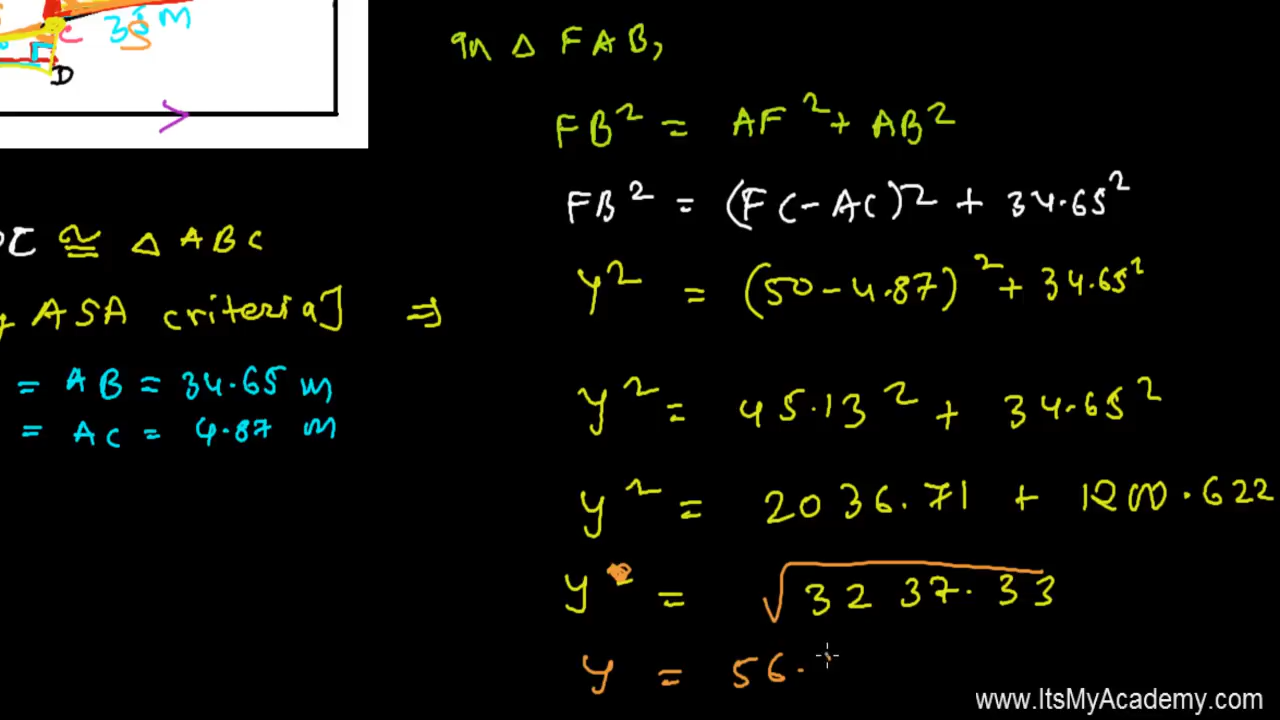 35 m
C
D
In △ FAB,
FB² = AF² + AB²
FB² = (FC - AC)² + 34.65²
≅ △ ABC
y² = (50 - 4.87)² + 34.65²
ASA criteria] ⇒
= AB = 34.65 m
= AC = 4.87 m
y² = 45.13² + 34.65²
y² = 2036.71 + 1200.622
y = √3237.33
y = 56.
www.ItsMyAcademy.com